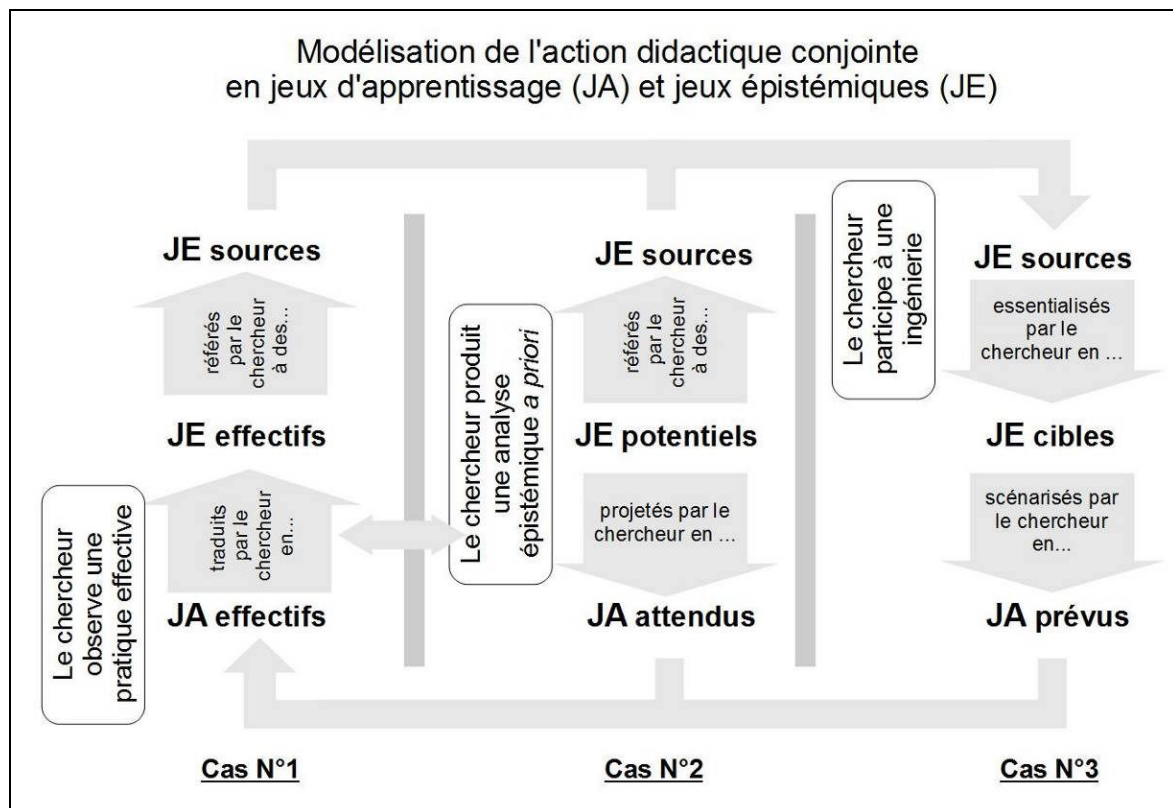 Modélisation de l'action didactique conjointe
en jeux d'apprentissage (JA) et jeux épistémiques (JE)
JE sources
référés
par le
chercheur
à des...
JE effectifs
traduits
par le
chercheur
en...
JA effectifs
Le chercheur
observe une
pratique effective
Cas N°1
Le chercheur produit
une analyse
épistémique a priori
JE sources
référés
par le
chercheur
à des...
JE potentiels
projetés par le
chercheur en ...
JA attendus
Cas N°2
Le chercheur
participe à une
ingénierie
JE sources
essentialisés
par le
chercheur en ...
JE cibles
scénarisés par
le chercheur
en...
JA prévus
Cas N°3